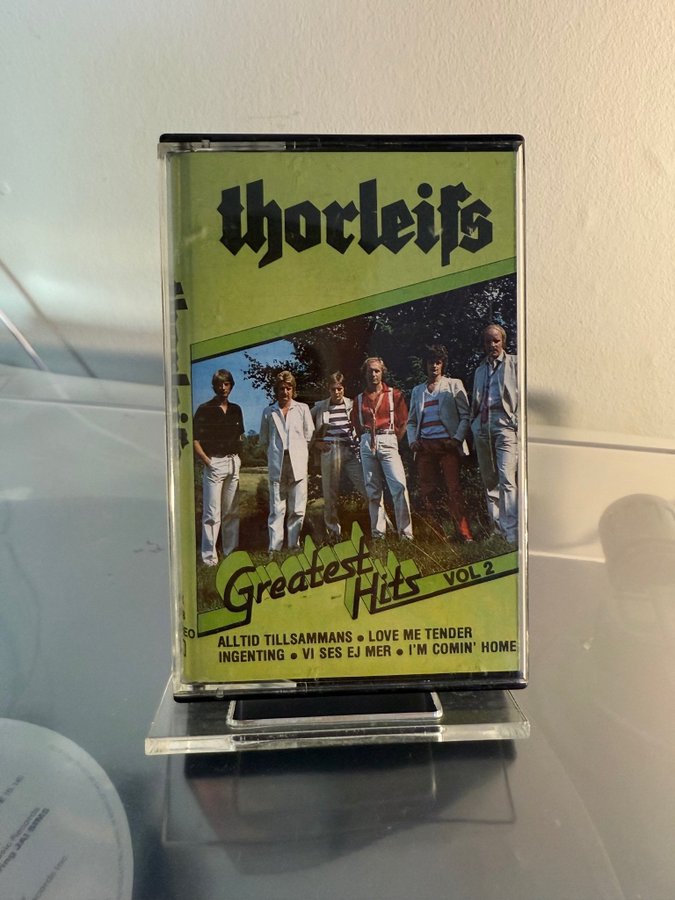 thorleifs
Greatest
Hits VOL 2
ALLTID TILLSAMMANS • LOVE ME TENDER
INGENTING • VI SES EJ MER • I'M COMIN' HOME